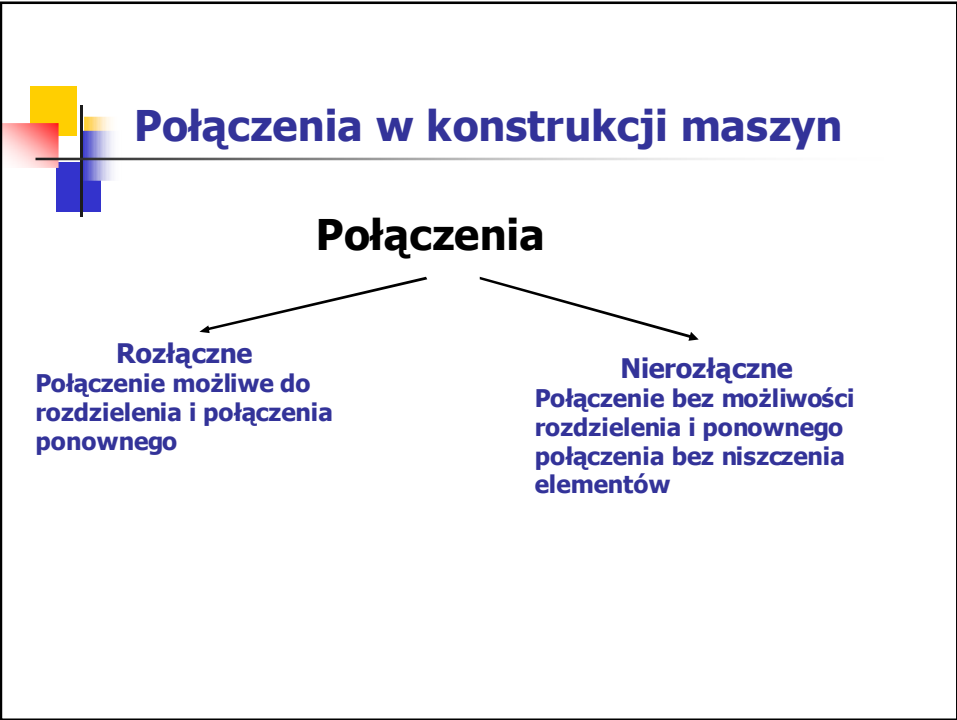 Połączenia w konstrukcji maszyn
Połączenia
Rozłączne
Połączenie możliwe do
rozdzielenia i połączenia
ponownego
Nierozłączne
Połączenie bez możliwości
rozdzielenia i ponownego
połączenia bez niszczenia
elementów